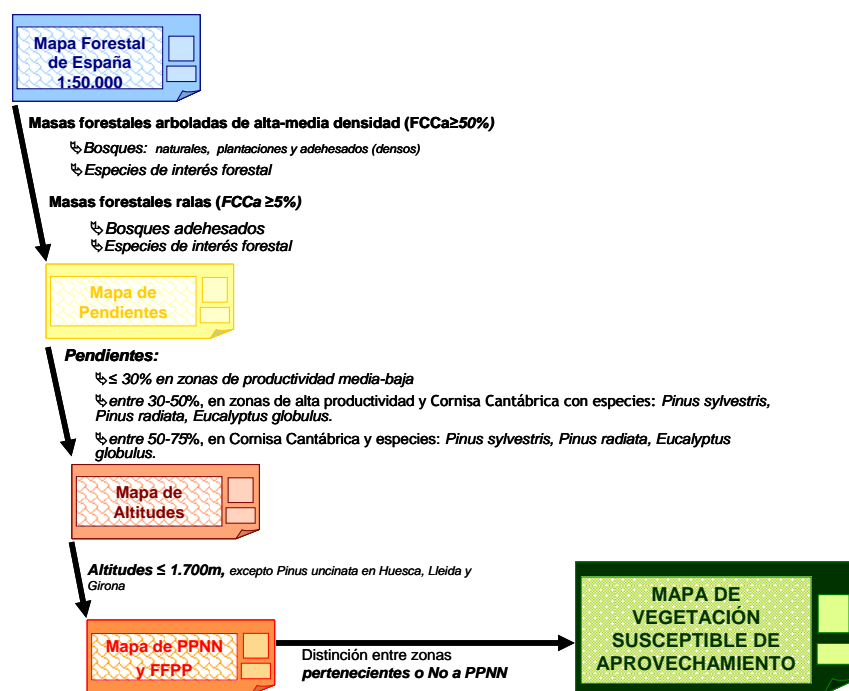 Mapa Forestal
de España
1:50.000
Masas forestales arboladas de alta-media densidad (FCCa≥50%)
Bosques: naturales, plantaciones y adehesados (densos)
Especies de interés forestal
Masas forestales ralas (FCCa ≥5%)
Bosques adehesados
Especies de interés forestal
Mapa de
Pendientes
Pendientes:
≤ 30% en zonas de productividad media-baja
entre 30-50%, en zonas de alta productividad y Cornisa Cantábrica con especies: Pinus sylvestris,
Pinus radiata, Eucalyptus globulus.
entre 50-75%, en Cornisa Cantábrica y especies: Pinus sylvestris, Pinus radiata, Eucalyptus
globulus.
Mapa de
Altitudes
Altitudes ≤ 1.700m, excepto Pinus uncinata en Huesca, Lleida y
Girona
Mapa de PPNN
y FFPP
Distinción entre zonas
pertenecientes o No a PPNN
MAPA DE
VEGETACIÓN
SUSCEPTIBLE DE
APROVECHAMIENTO